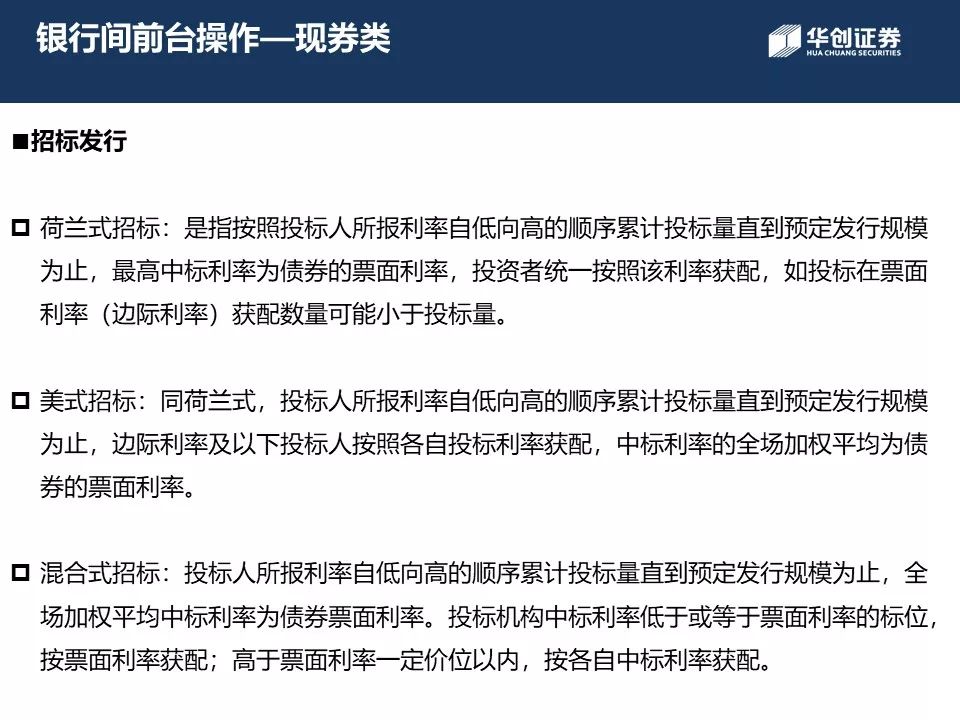 银行间前台操作—现券类
华创证券
HUA CHUANG SECURITIES
■招标发行
荷兰式招标：是指按照投标人所报利率自低向高的顺序累计投标量直到预定发行规模
为止，最高中标利率为债券的票面利率，投资者统一按照该利率获配，如投标在票面
利率（边际利率）获配数量可能小于投标量。
美式招标：同荷兰式，投标人所报利率自低向高的顺序累计投标量直到预定发行规模
为止，边际利率及以下投标人按照各自投标利率获配，中标利率的全场加权平均为债
券的票面利率。
混合式招标：投标人所报利率自低向高的顺序累计投标量直到预定发行规模为止，全
场加权平均中标利率为债券票面利率。投标机构中标利率低于或等于票面利率的标位，
按票面利率获配；高于票面利率一定价位以内，按各自中标利率获配。